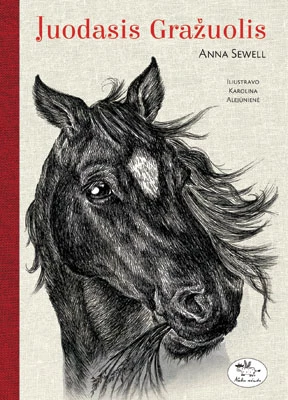 Juodasis Gražuolis
Anna Sewell
Iliustravo
Karolina
Alejūnienė